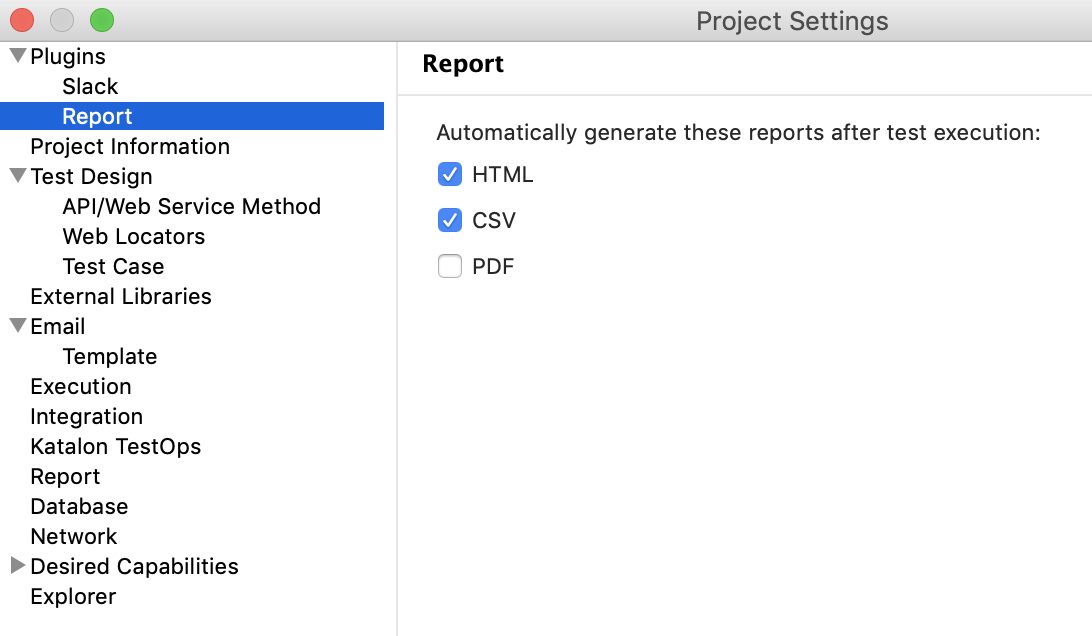 Project Settings
Plugins
Slack
Report
Project Information
Test Design
API/Web Service Method
Web Locators
Test Case
External Libraries
Email
Template
Execution
Integration
Katalon TestOps
Report
Database
Network
Desired Capabilities
Explorer
Report
Automatically generate these reports after test execution:
HTML
CSV
PDF